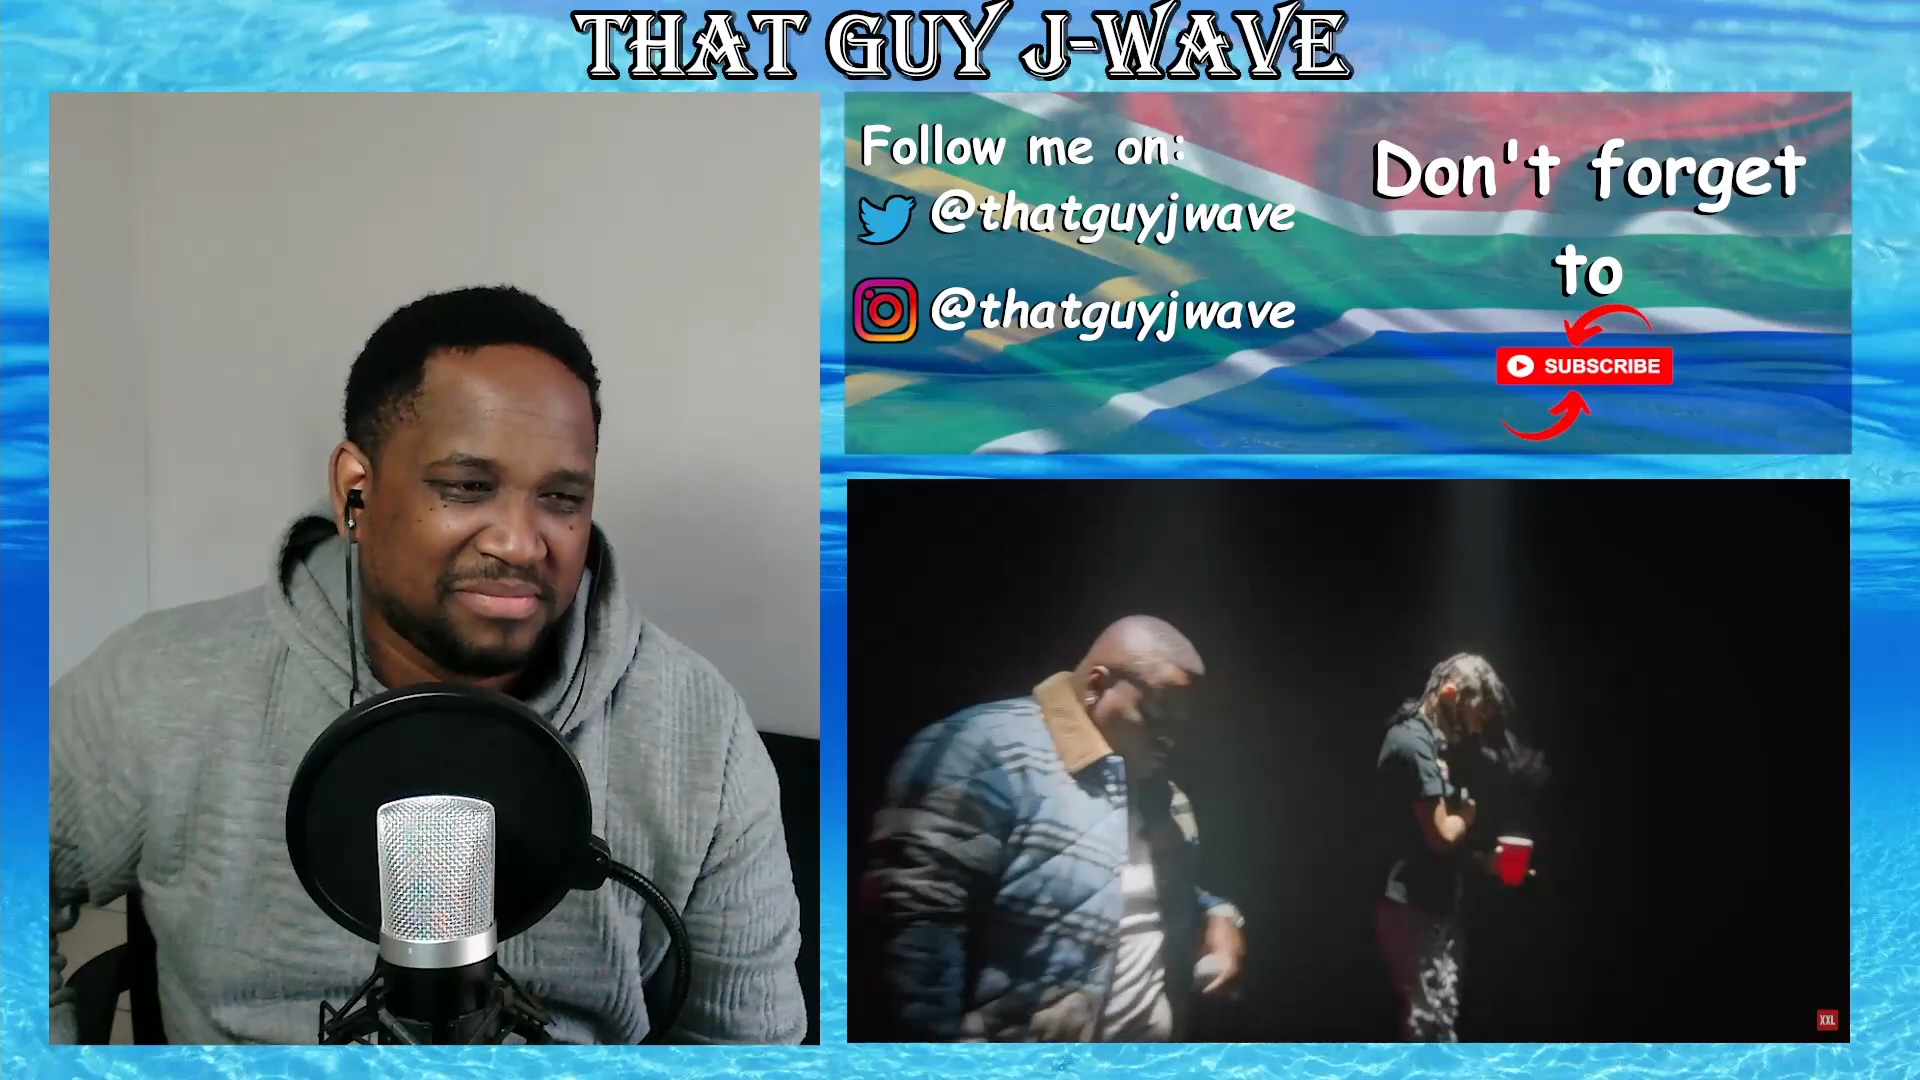 THAT GUY J-WAVE
Follow me on:
@thatguyjwave
@thatguyjwave
Don't forget
to
SUBSCRIBE
XXL